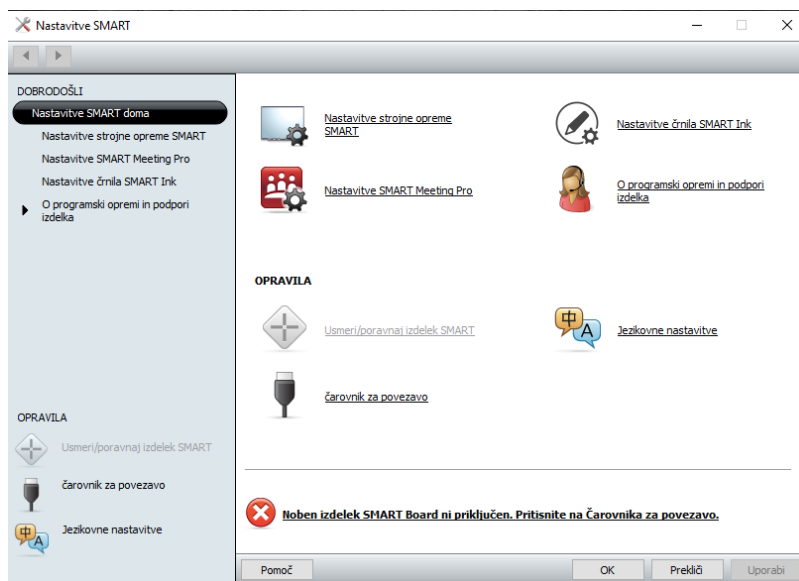 Nastavitve SMART
DOBRODOŠLI
Nastavitve SMART doma
Nastavitve strojne opreme SMART
Nastavitve SMART Meeting Pro
Nastavitve črnila SMART Ink
O programski opremi in podpori
izdelka
OPRAVILA
Usmeri/poravnaj izdelek SMART
čarovnik za povezavo
Jezikovne nastavitve
Nastavitve strojne opreme
SMART
Nastavitve črnila SMART Ink
Nastavitve SMART Meeting Pro
O programski opremi in podpori
izdelka
OPRAVILA
Usmeri/poravnaj izdelek SMART
中
A
Jezikovne nastavitve
čarovnik za povezavo
Noben izdelek SMART Board ni priključen. Pritisnite na Čarovnika za povezavo.
Pomoč
OK
Prekliči
Uporabi